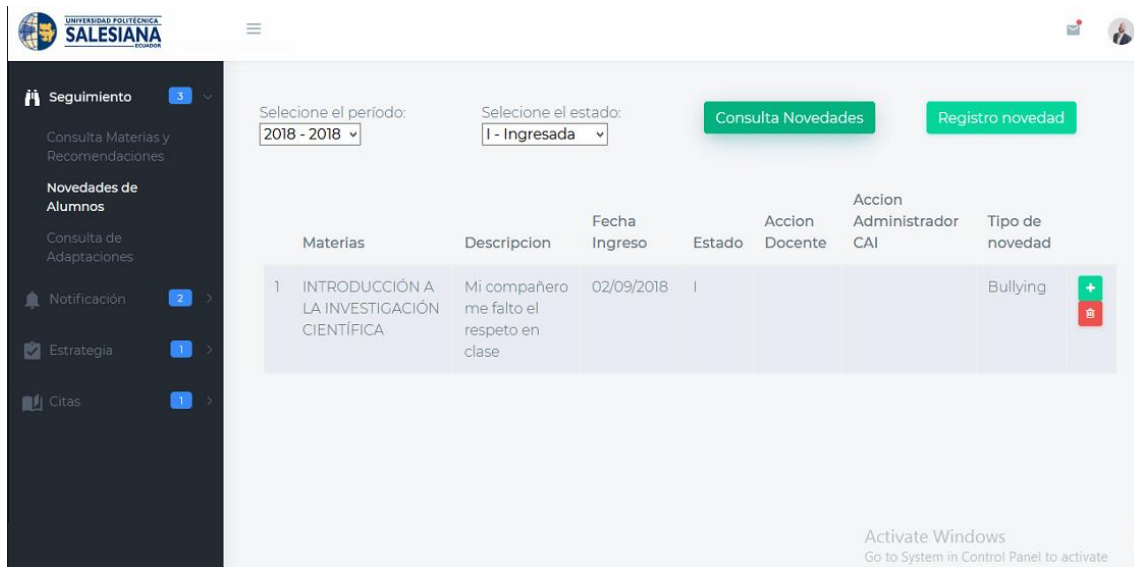 UNIVERSIDAD POLITÉCNICA
SALESIANA
ECUADOR
Seguimiento 3
Consulta Materias y
Recomendaciones
Novedades de
Alumnos
Consulta de
Adaptaciones
Notificación 2
Estrategia 1
Citas 1
Selecione el período:
2018 - 2018
Selecione el estado:
I - Ingresada
Consulta Novedades
Registro novedad
Materias
Descripcion
Fecha
Ingreso
Estado
Accion
Docente
Accion
Administrador
CAI
Tipo de
novedad
1
INTRODUCCIÓN A
LA INVESTIGACIÓN
CIENTÍFICA
Mi compañero
me falto el
respeto en
clase
02/09/2018
I
Bullying
Activate Windows
Go to System in Control Panel to activate